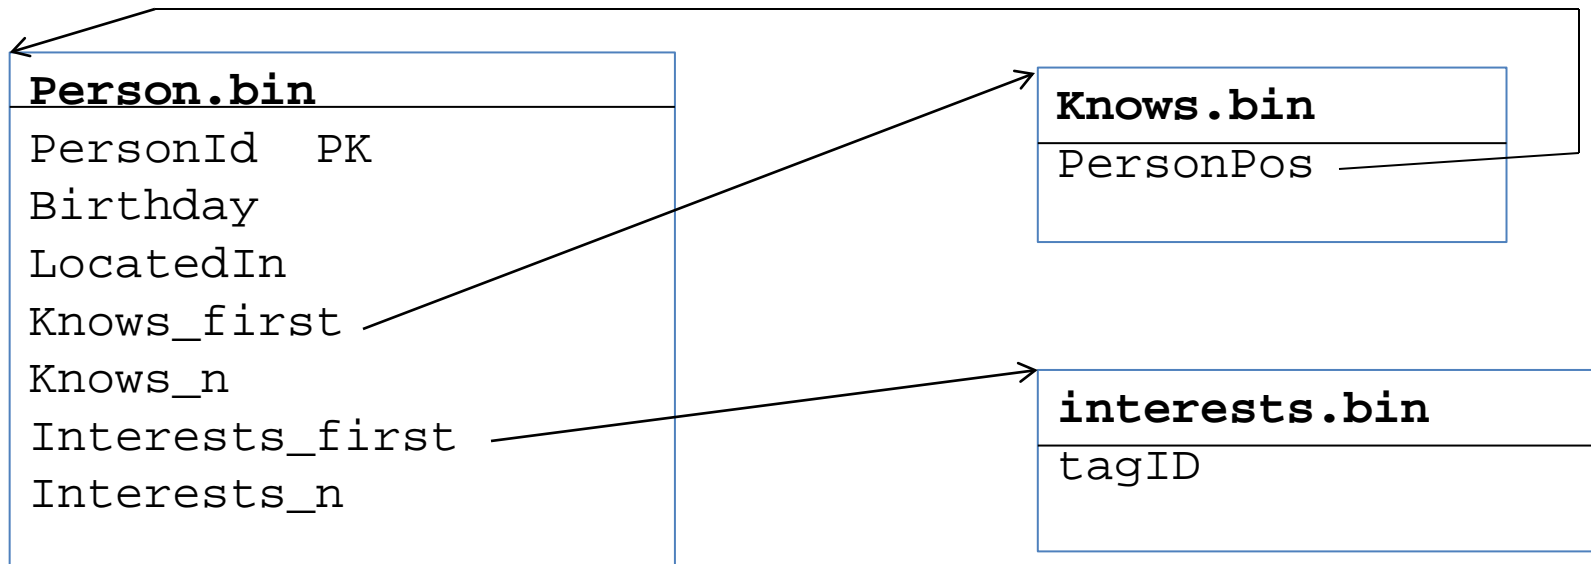 Person.bin
PersonId PK
Birthday
LocatedIn
Knows_first
Knows_n
Interests_first
Interests_n
Knows.bin
PersonPos
interests.bin
tagID